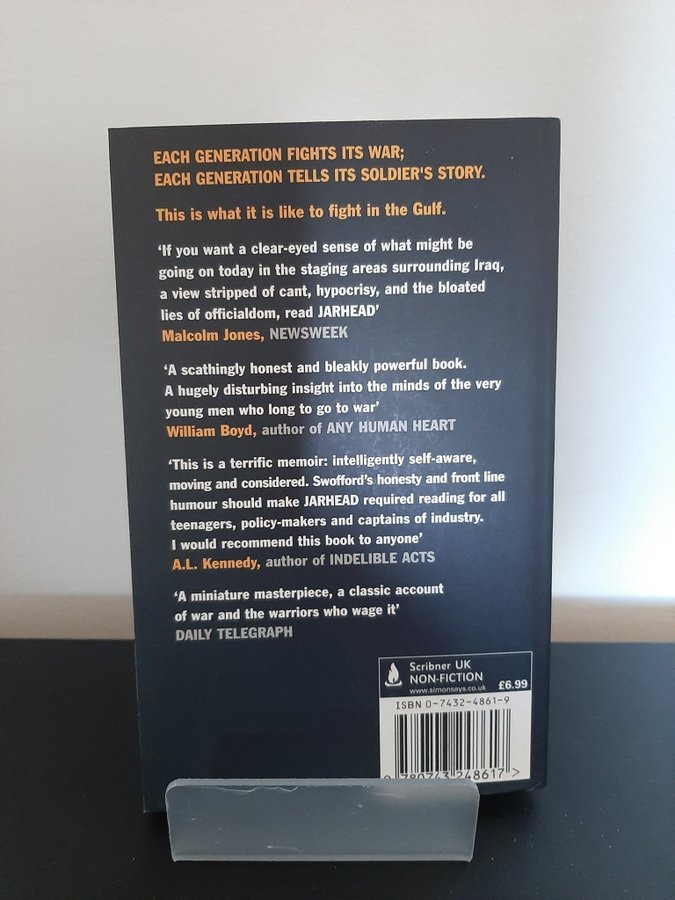 EACH GENERATION FIGHTS ITS WAR;
EACH GENERATION TELLS ITS SOLDIER'S STORY.
This is what it is like to fight in the Gulf.
‘If you want a clear-eyed sense of what might be
going on today in the staging areas surrounding Iraq,
a view stripped of cant, hypocrisy, and the bloated
lies of officialdom, read JARHEAD’
Malcolm Jones, NEWSWEEK
‘A scathingly honest and bleakly powerful book.
A hugely disturbing insight into the minds of the very
young men who long to go to war’
William Boyd, author of ANY HUMAN HEART
‘This is a terrific memoir: intelligently self-aware,
moving and considered. Swofford's honesty and front line
humour should make JARHEAD required reading for all
teenagers, policy-makers and captains of industry.
I would recommend this book to anyone’
A.L. Kennedy, author of INDELIBLE ACTS
‘A miniature masterpiece, a classic account
of war and the warriors who wage it’
DAILY TELEGRAPH
Scribner UK
NON-FICTION
www.simonsays.co.uk £6.99
ISBN 0-7432-4861-9
9 780743 248617 >